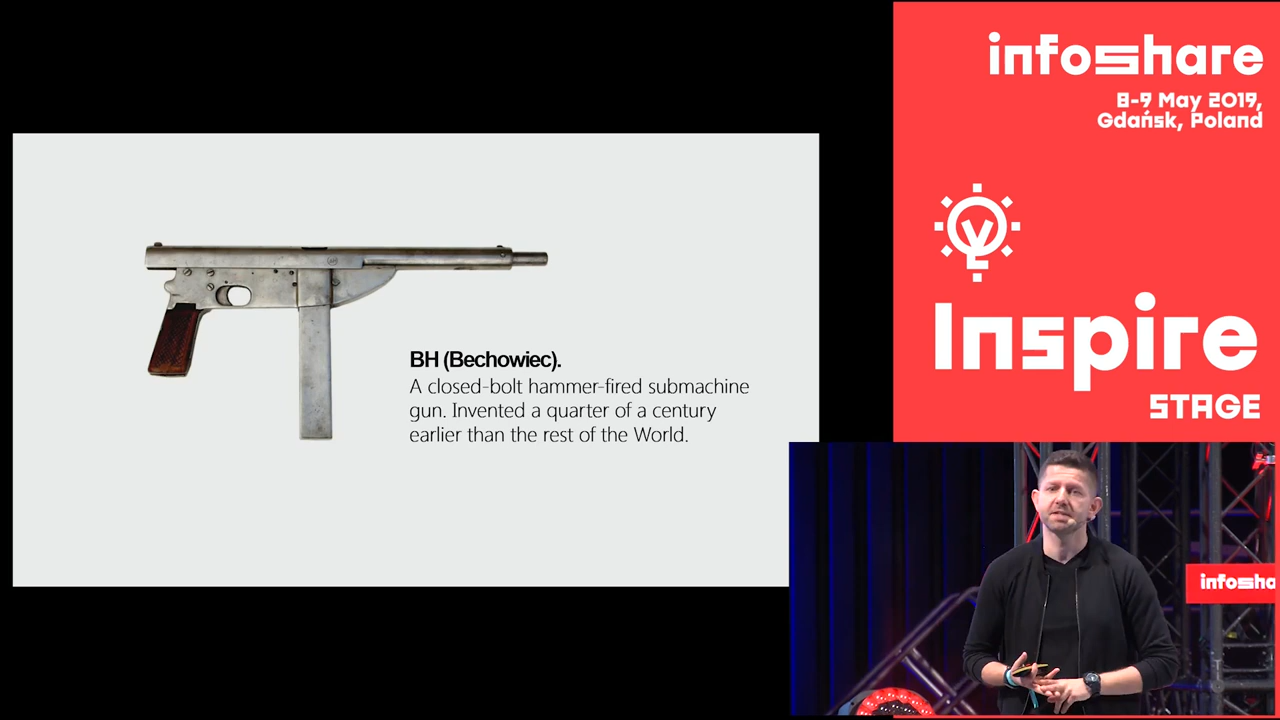 infoshare
8-9 May 2019,
Gdańsk, Poland
Inspire
STAGE
BH (Bechowiec).
A closed-bolt hammer-fired submachine
gun. Invented a quarter of a century
earlier than the rest of the World.
infosha